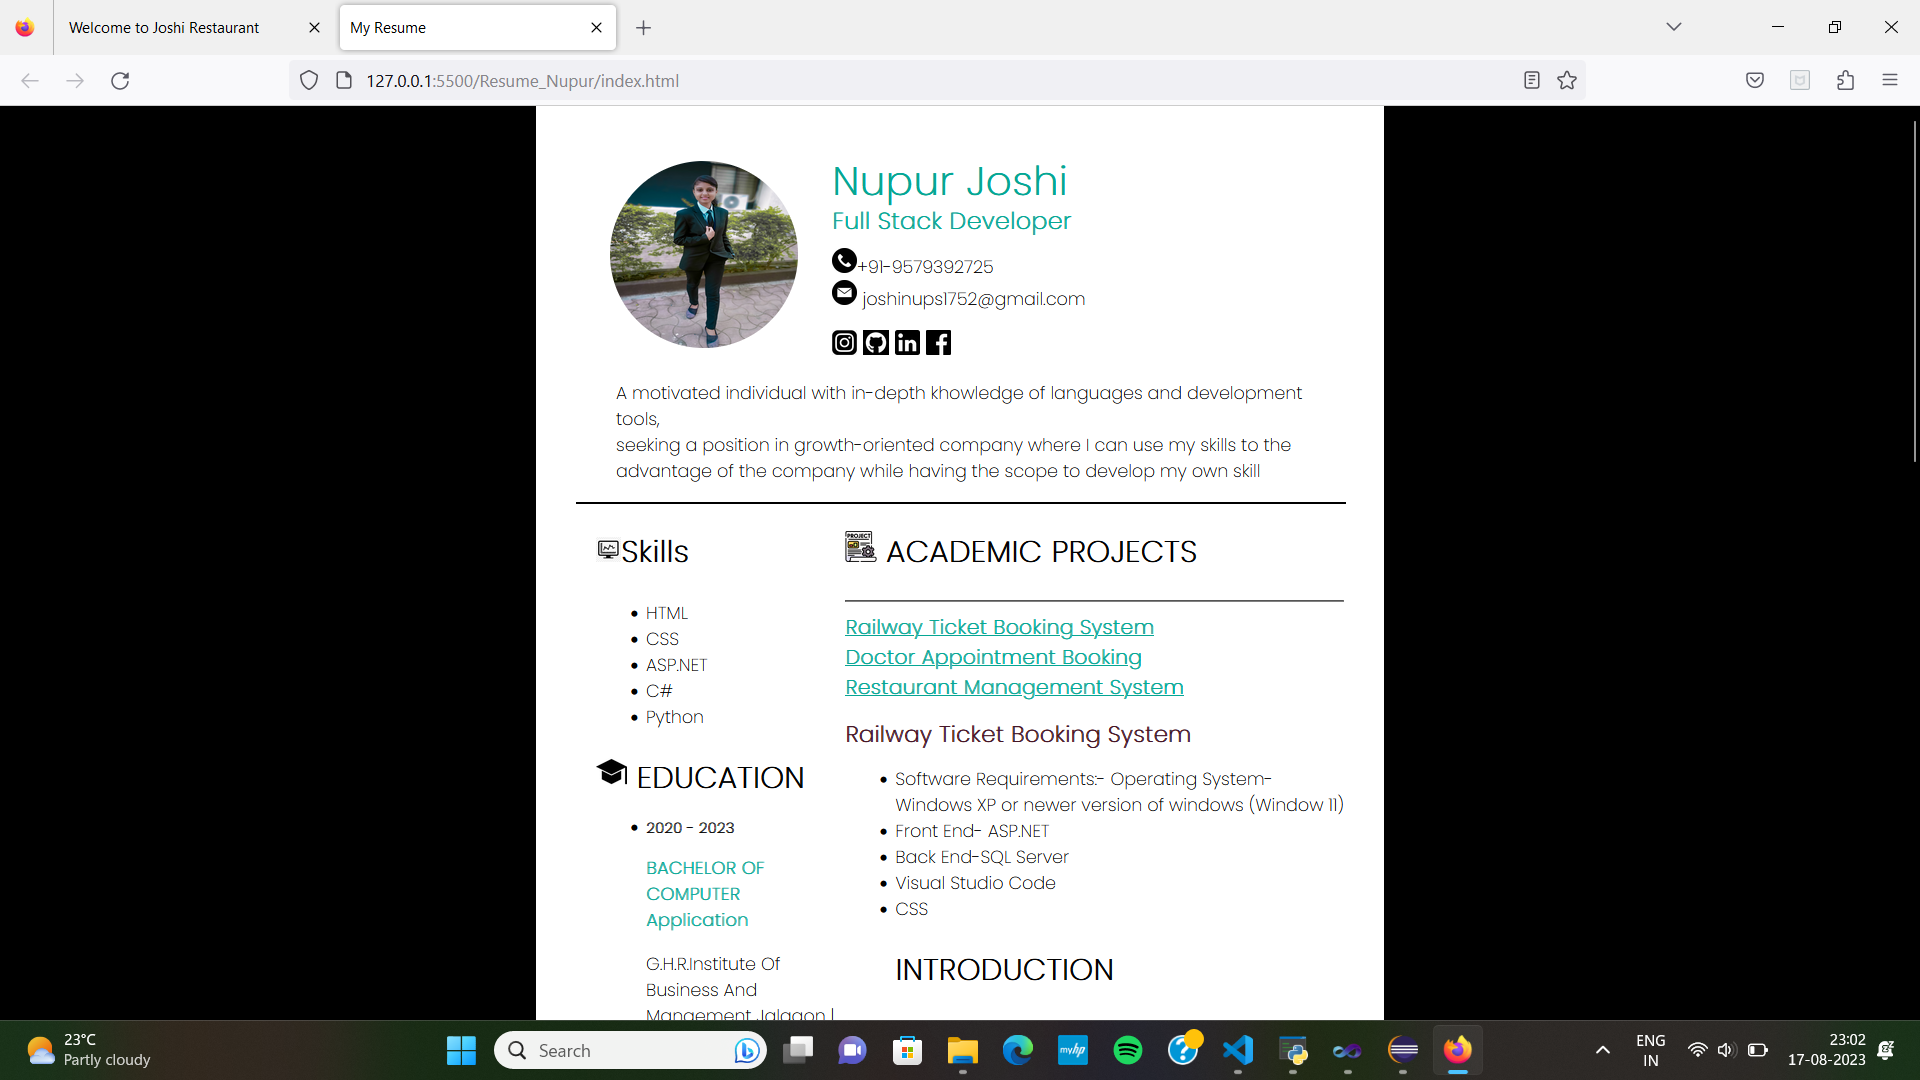 Welcome to Joshi Restaurant
My Resume
127.0.0.1:5500/Resume_Nupur/index.html
Nupur Joshi
Full Stack Developer
+91-9579392725
joshinups1752@gmail.com
A motivated individual with in-depth khowledge of languages and development
tools,
seeking a position in growth-oriented company where I can use my skills to the
advantage of the company while having the scope to develop my own skill
Skills
HTML
CSS
ASP.NET
C#
Python
EDUCATION
2020 - 2023
BACHELOR OF
COMPUTER
Application
G.H.R.Institute Of
Business And
Mangement Jalgaon |
PROJECT
ACADEMIC PROJECTS
Railway Ticket Booking System
Doctor Appointment Booking
Restaurant Management System
Railway Ticket Booking System
Software Requirements:- Operating System-
Windows XP or newer version of windows (Window 11)
Front End- ASP.NET
Back End-SQL Server
Visual Studio Code
CSS
INTRODUCTION
23°C
Partly cloudy
Search
myhp
ENG
IN
23:02
17-08-2023